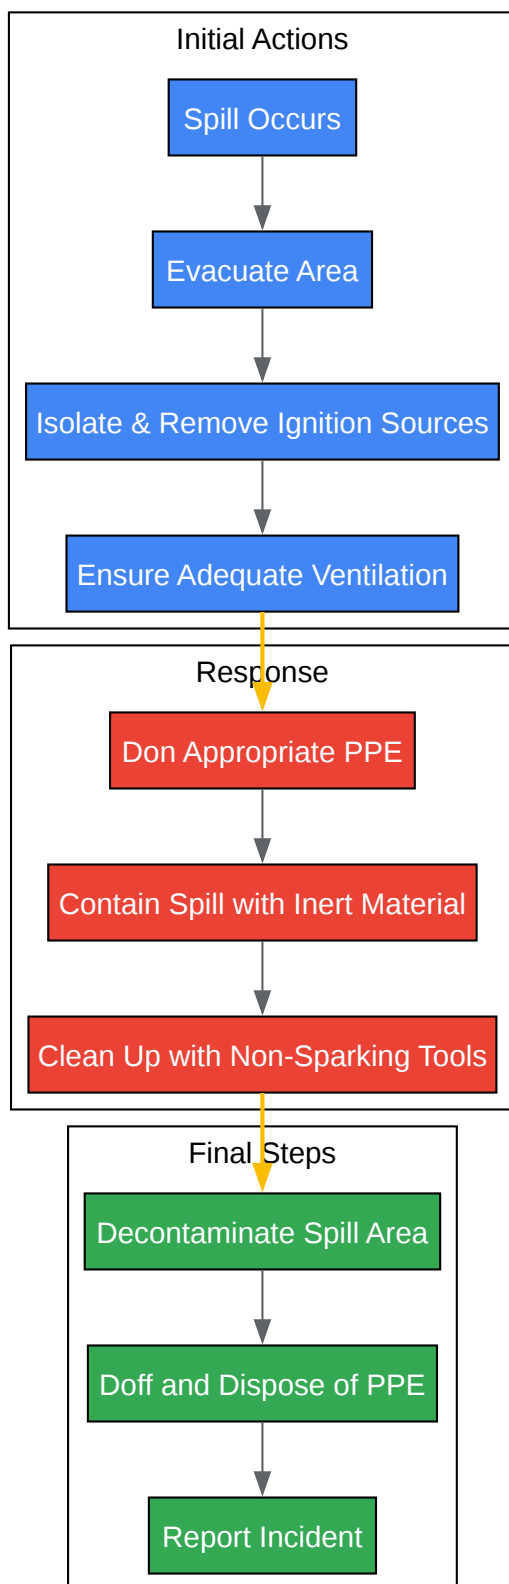 Initial Actions
Spill Occurs
Evacuate Area
Isolate & Remove Ignition Sources
Ensure Adequate Ventilation
Response
Don Appropriate PPE
Contain Spill with Inert Material
Clean Up with Non-Sparking Tools
Final Steps
Decontaminate Spill Area
Doff and Dispose of PPE
Report Incident